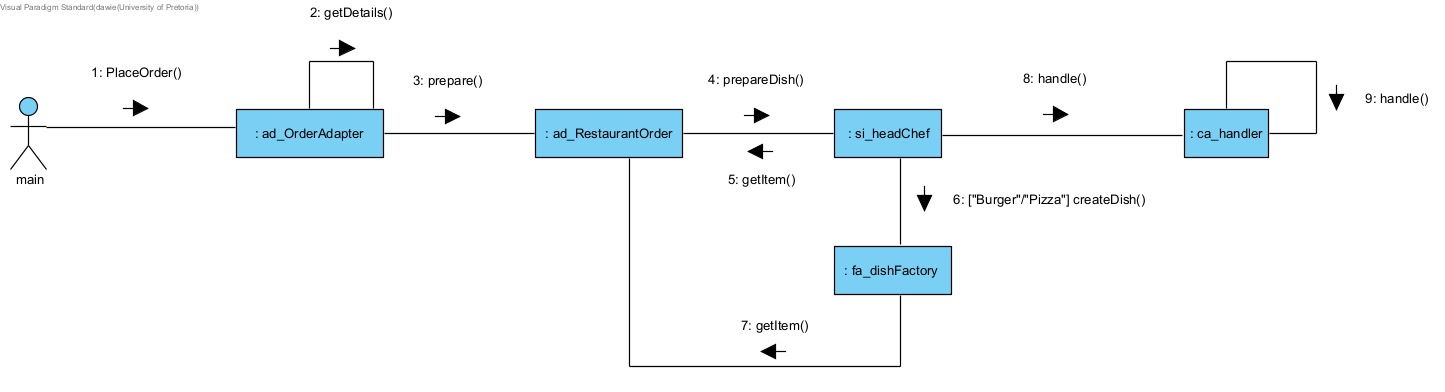 Visual Paradigm Standard(dawie(University of Pretoria))
2: getDetails()
1: PlaceOrder()
3: prepare()
4: prepareDish()
8: handle()
9: handle()
: ad_OrderAdapter
: ad_RestaurantOrder
: si_headChef
: ca_handler
main
5: getItem()
6: ["Burger"/"Pizza"] createDish()
: fa_dishFactory
7: getItem()